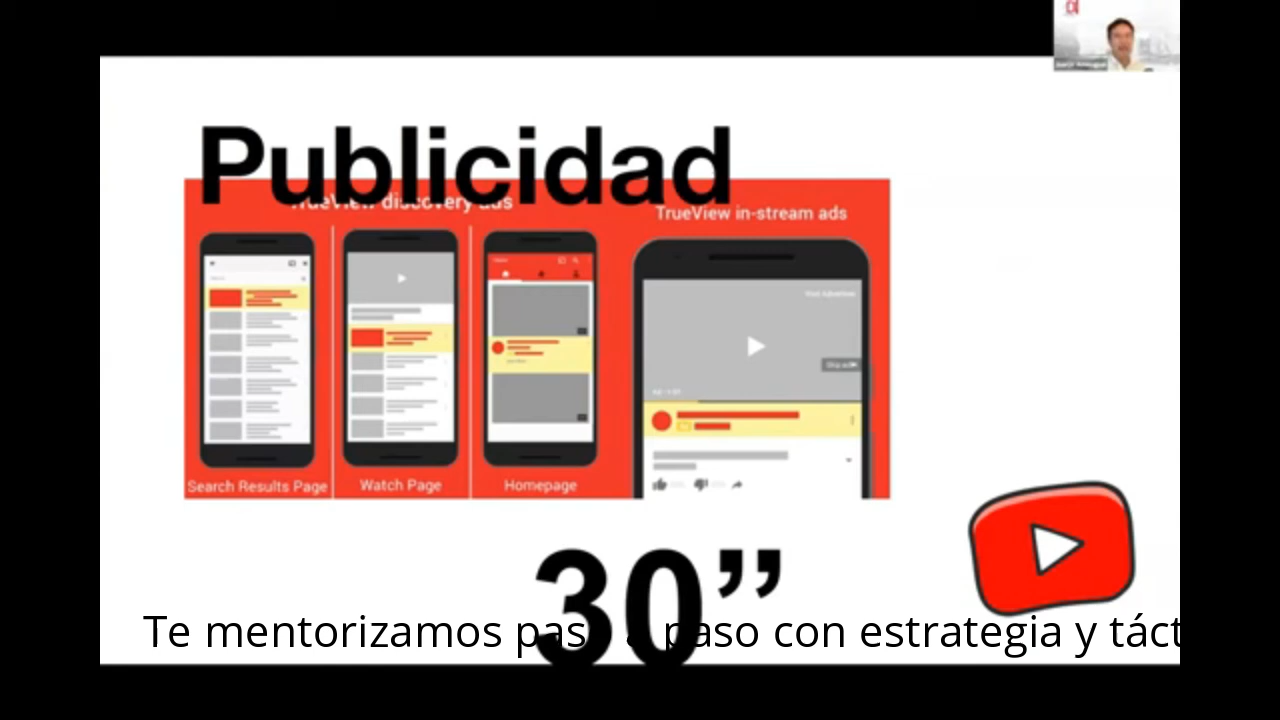 Publicidad
TrueView discovery ads
TrueView in-stream ads
Search Results Page
Watch Page
Homepage
30”
Te mentorizamos paso a paso con estrategia y táct